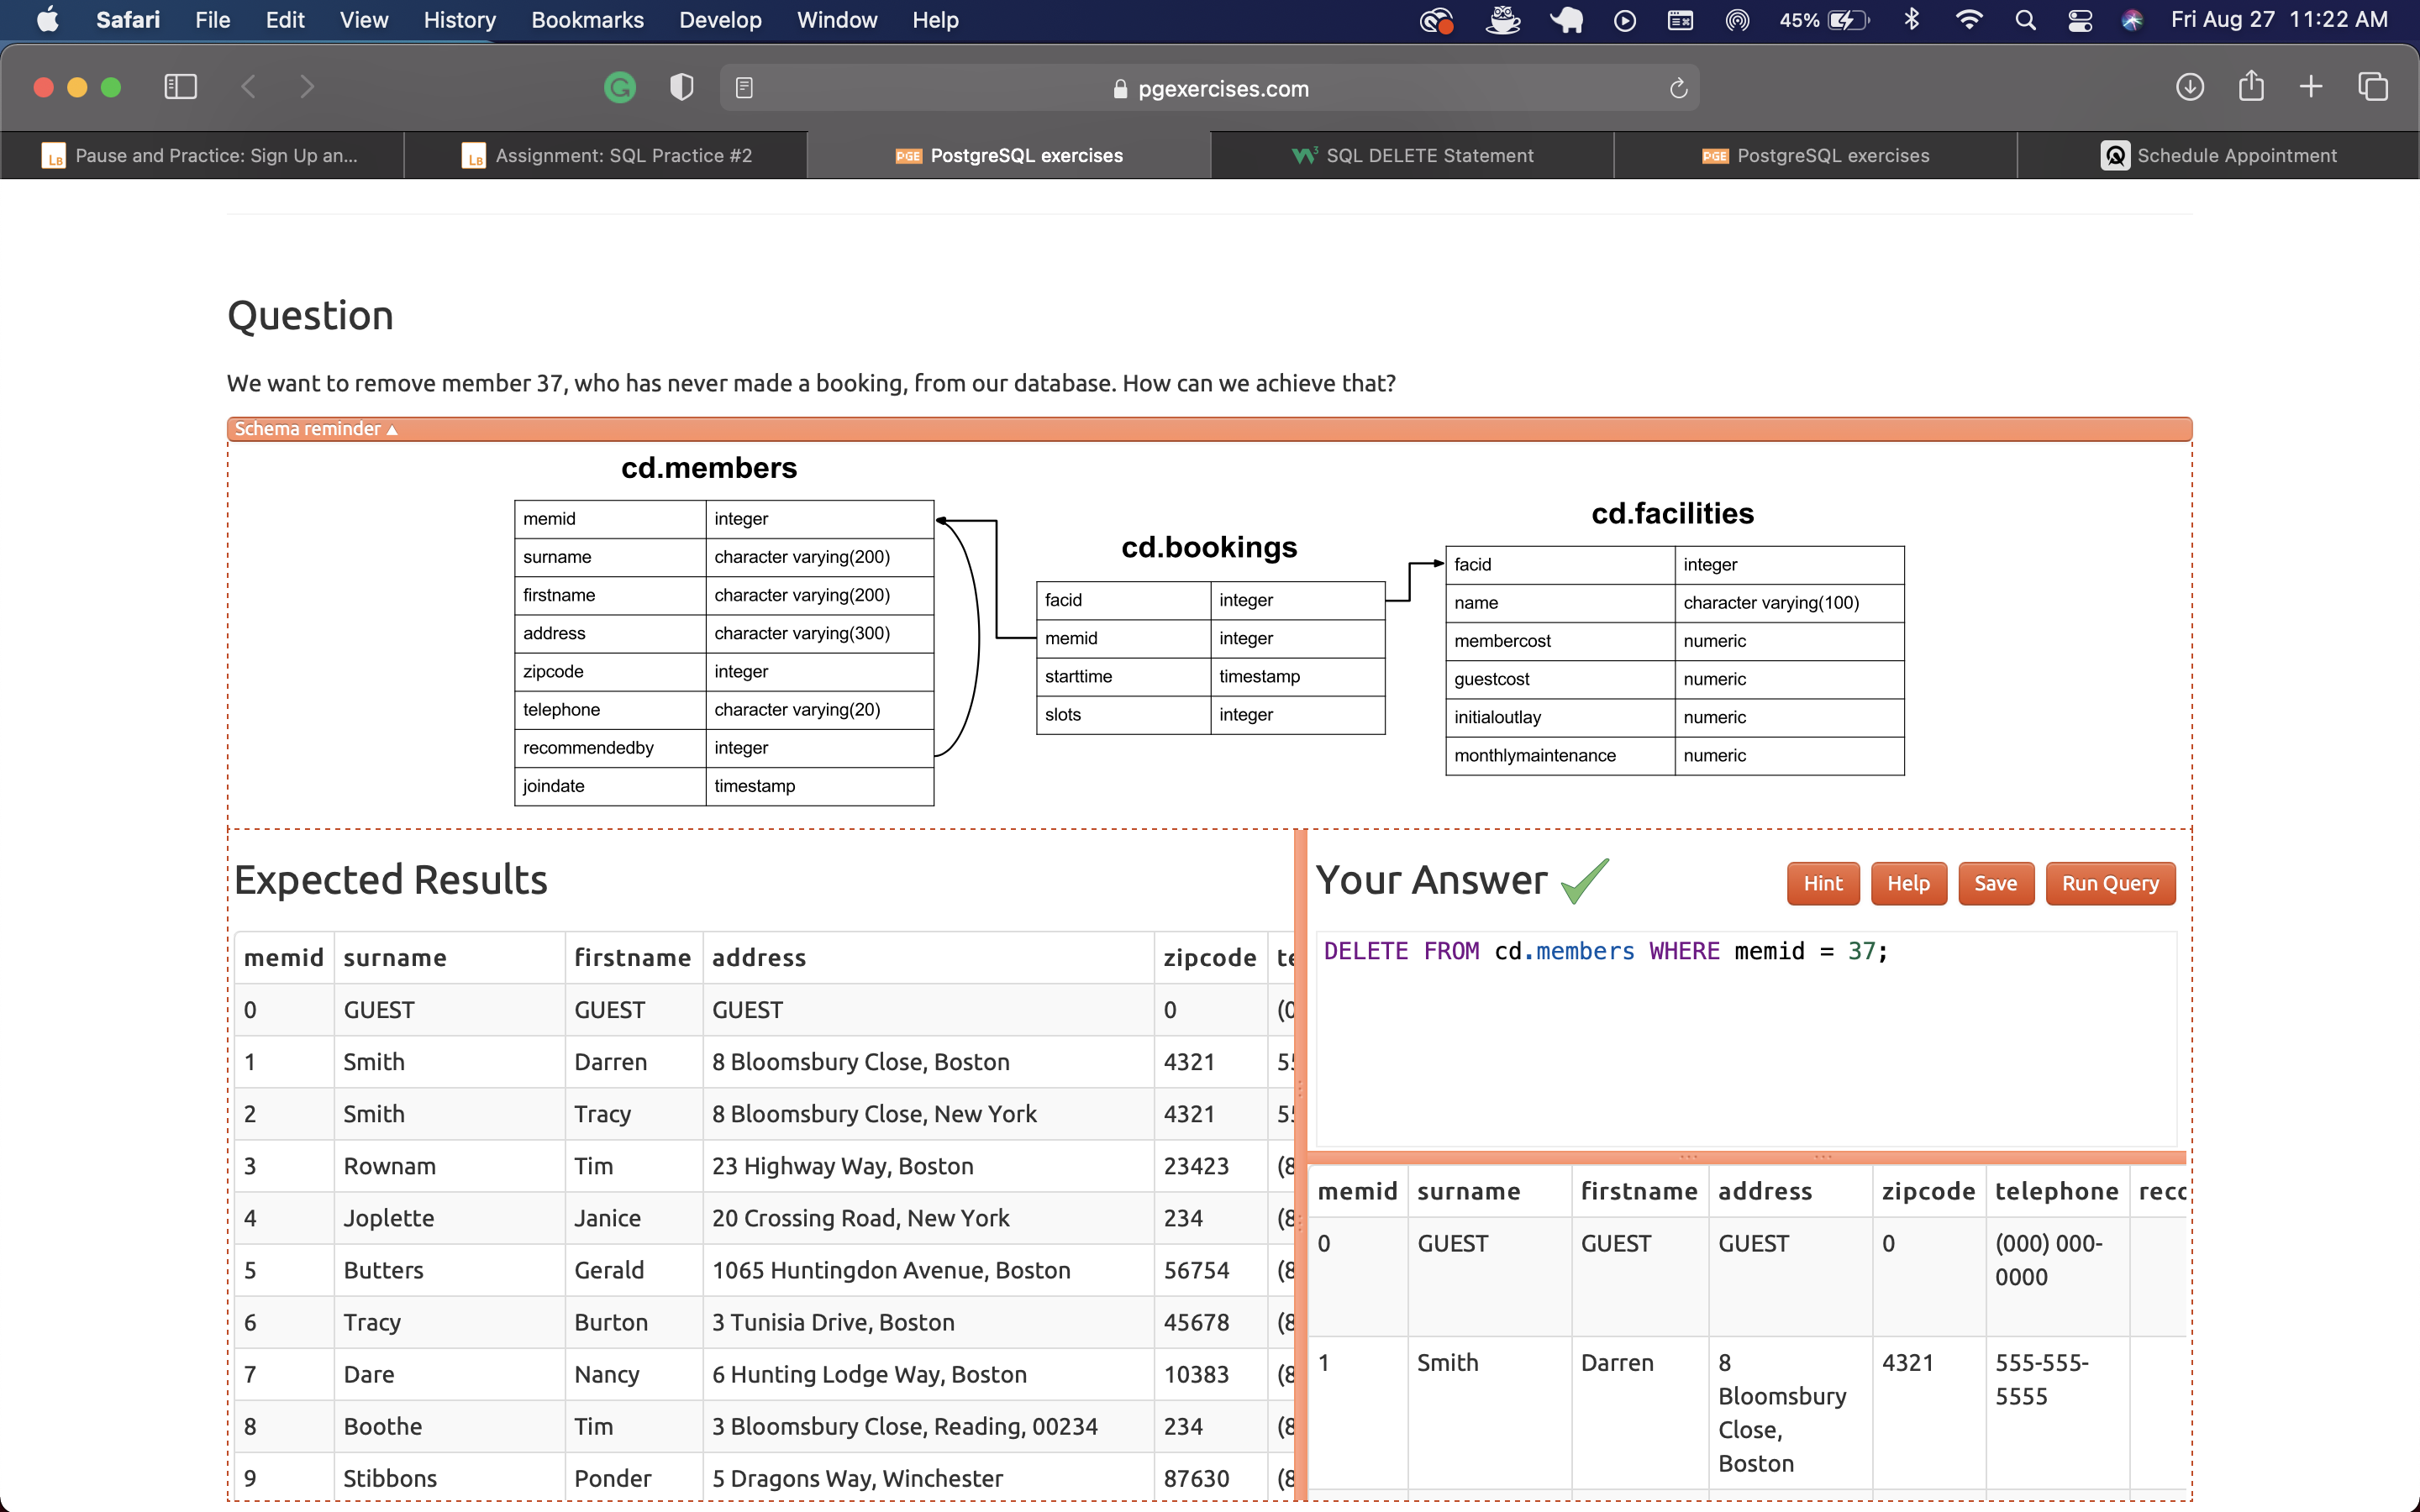 Safari File Edit View History Bookmarks Develop Window Help 45% Fri Aug 27 11:22 AM
pgexercises.com
LB Pause and Practice: Sign Up an... LB Assignment: SQL Practice #2 PGE PostgreSQL exercises W3 SQL DELETE Statement PGE PostgreSQL exercises Schedule Appointment
Question
We want to remove member 37, who has never made a booking, from our database. How can we achieve that?
Schema reminder ▲
cd.members
memid integer
surname character varying(200)
firstname character varying(200)
address character varying(300)
zipcode integer
telephone character varying(20)
recommendedby integer
joindate timestamp
cd.bookings
facid integer
memid integer
starttime timestamp
slots integer
cd.facilities
facid integer
name character varying(100)
membercost numeric
guestcost numeric
initialoutlay numeric
monthlymaintenance numeric
Expected Results
memid surname firstname address zipcode
0 GUEST GUEST GUEST 0 (0
1 Smith Darren 8 Bloomsbury Close, Boston 4321
2 Smith Tracy 8 Bloomsbury Close, New York 4321
3 Rownam Tim 23 Highway Way, Boston 23423 (8
4 Joplette Janice 20 Crossing Road, New York 234 (8
5 Butters Gerald 1065 Huntingdon Avenue, Boston 56754 (8
6 Tracy Burton 3 Tunisia Drive, Boston 45678 (8
7 Dare Nancy 6 Hunting Lodge Way, Boston 10383 (8
8 Boothe Tim 3 Bloomsbury Close, Reading, 00234 234 (8
9 Stibbons Ponder 5 Dragons Way, Winchester 87630 (8
Your Answer Hint Help Save Run Query
DELETE FROM cd.members WHERE memid = 37;
memid surname firstname address zipcode telephone
0 GUEST GUEST GUEST 0 (000) 000-
0000
1 Smith Darren 8 4321 555-555-
Bloomsbury 5555
Close,
Boston